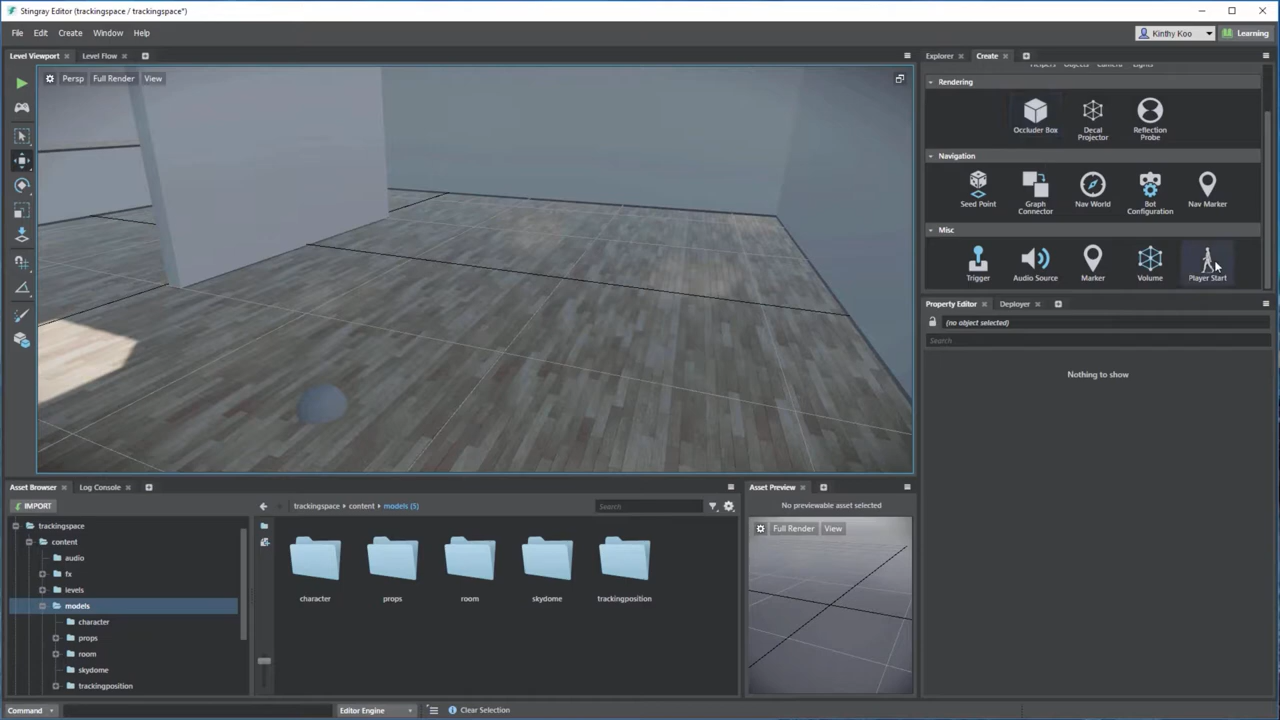 Stingray Editor (trackingspace / trackingspace*)
File Edit Create Window Help
Kinthy Koo Learning
Level Viewport Level Flow
Explorer Create
Persp Full Render View
Helpers Objects Camera Lights
Rendering
Occluder Box
Decal Projector
Reflection Probe
Navigation
Seed Point
Graph Connector
Nav World
Bot Configuration
Nav Marker
Misc
Trigger
Audio Source
Marker
Volume
Player Start
Property Editor Deployer
(no object selected)
Search
Nothing to show
Asset Browser Log Console
IMPORT
trackingspace content models (5)
Search
trackingspace
content
audio
fx
levels
models
character
props
room
skydome
trackingposition
character props room skydome trackingposition
Asset Preview
No previewable asset selected
Full Render View
Command Editor Engine Clear Selection